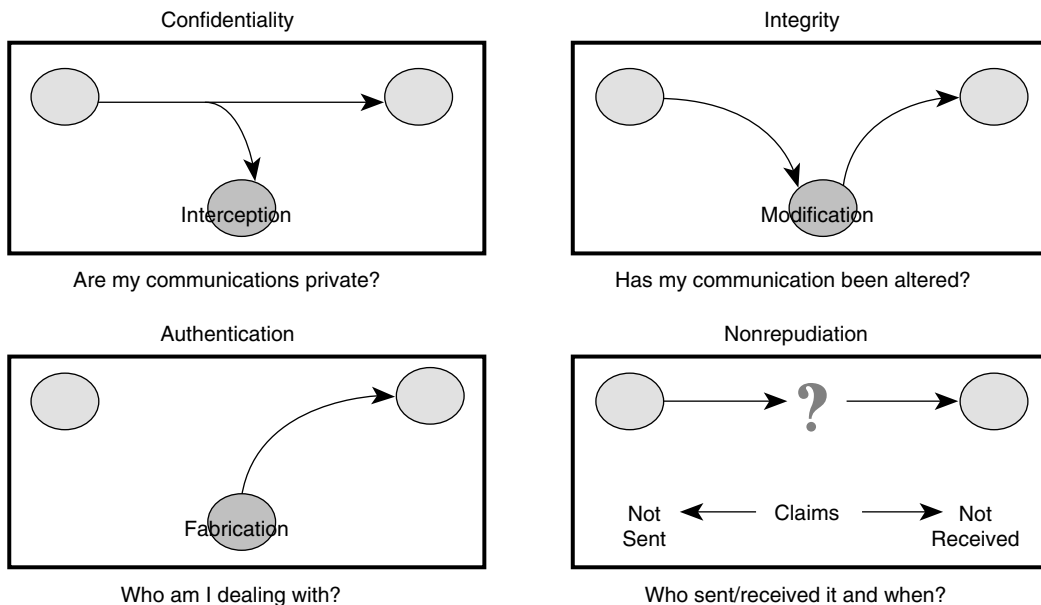 Confidentiality
Interception
Are my communications private?
Integrity
Modification
Has my communication been altered?
Authentication
Fabrication
Who am I dealing with?
Nonrepudiation
?
Not
Sent
Claims
Not
Received
Who sent/received it and when?